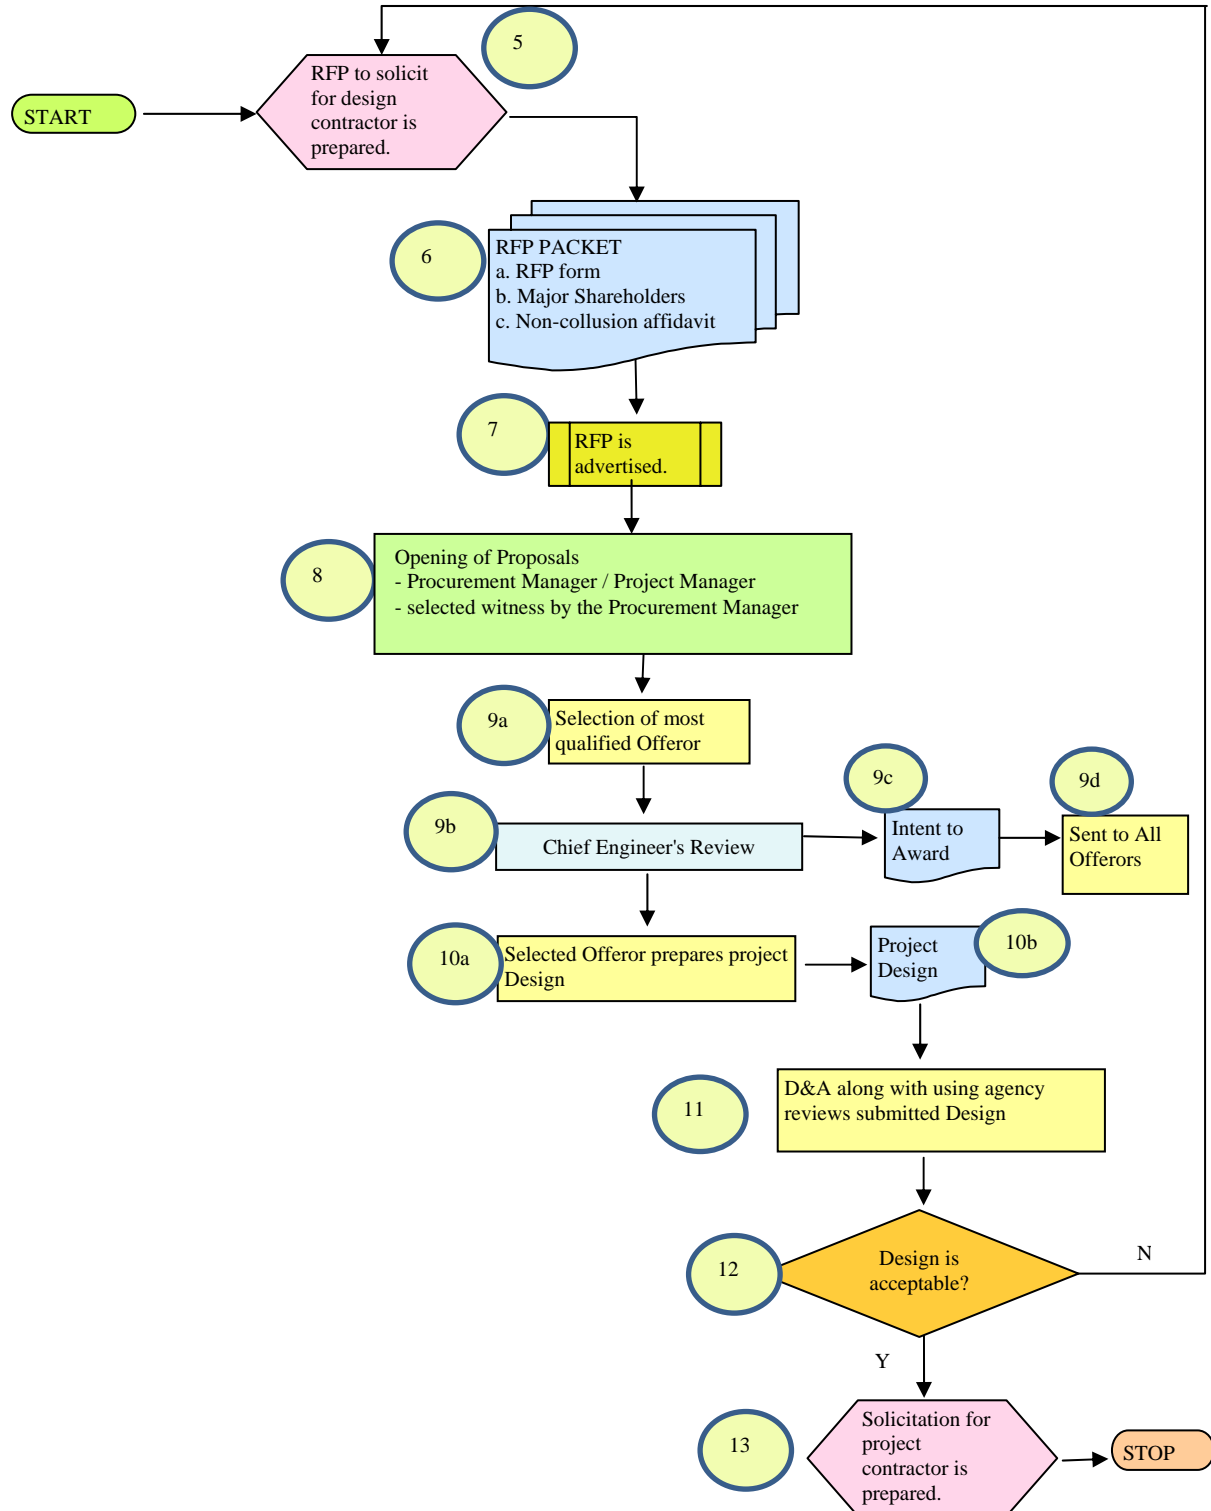 5
RFP to solicit
for design
contractor is
prepared.
START
6
RFP PACKET
a. RFP form
b. Major Shareholders
c. Non-collusion affidavit
7
RFP is
advertised.
8
Opening of Proposals
- Procurement Manager / Project Manager
- selected witness by the Procurement Manager
9a
Selection of most
qualified Offeror
9b
Chief Engineer's Review
9c
Intent to
Award
9d
Sent to All
Offerors
10a
Selected Offeror prepares project
Design
Project
Design
10b
11
D&A along with using agency
reviews submitted Design
12
Design is
acceptable?
N
Y
13
Solicitation for
project
contractor is
prepared.
STOP